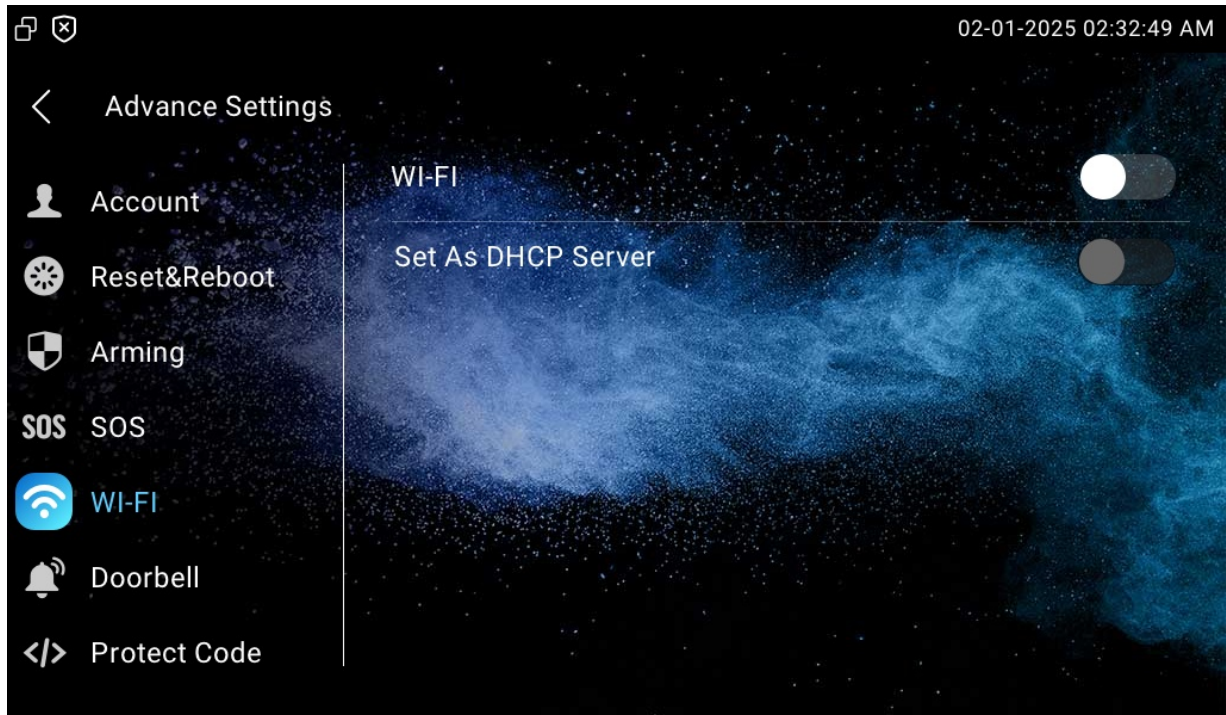 02-01-2025 02:32:49 AM
Advance Settings
Account
Reset&Reboot
Arming
SOS SOS
WI-FI
Doorbell
</> Protect Code
WI-FI
Set As DHCP Server